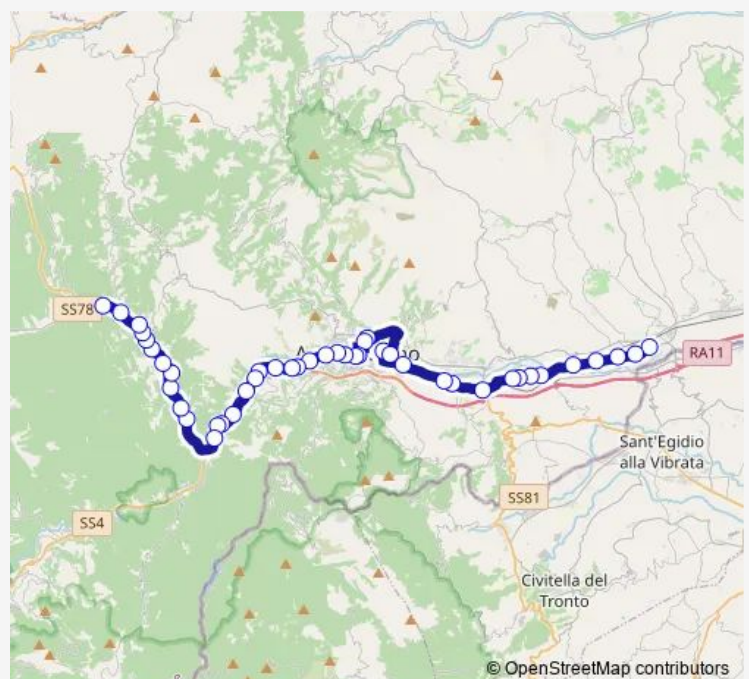 SS78
RA11
Sant'Egidio
alla Vibrata
SS81
SS4
Civitella del
Tronto
© OpenStreetMap contributors